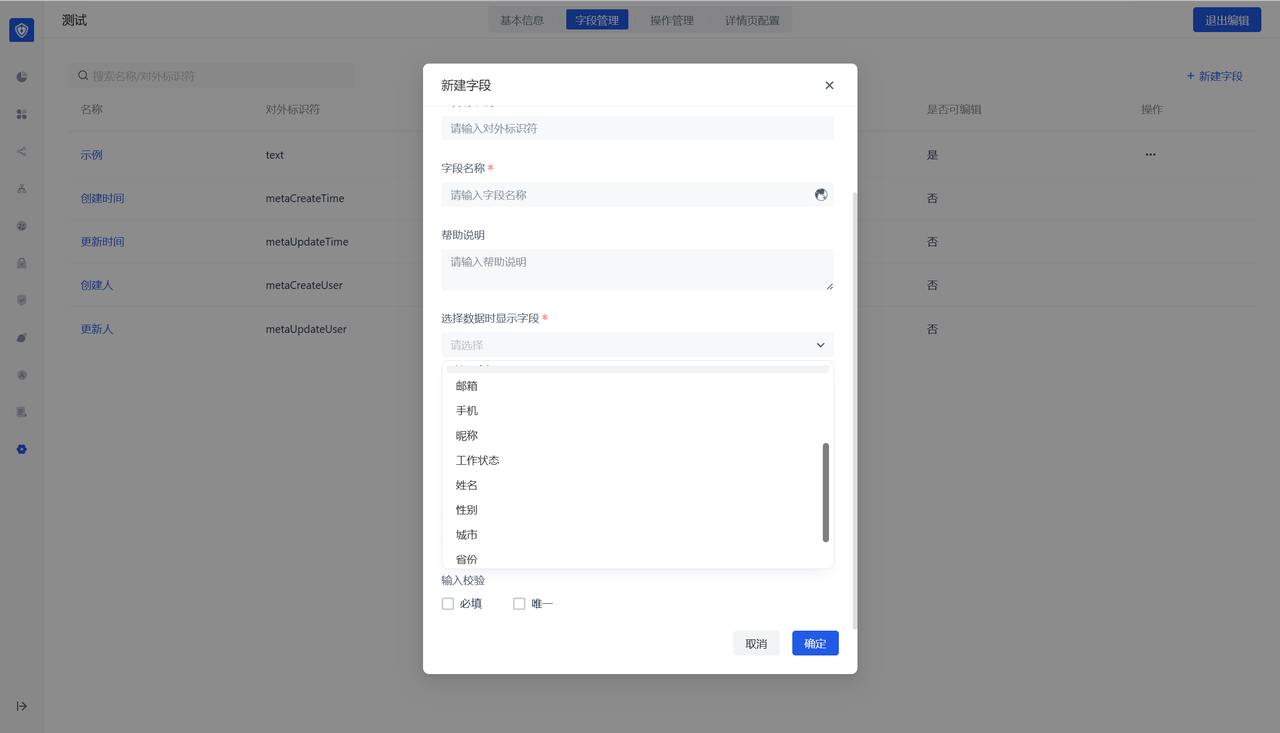 测试
基本信息
字段管理
操作管理
详情页配置
退出编辑
搜索名称/对外标识符
+ 新建字段
名称
对外标识符
是否可编辑
操作
示例
text
是
创建时间
metaCreateTime
否
更新时间
metaUpdateTime
否
创建人
metaCreateUser
否
更新人
metaUpdateUser
否
新建字段
请输入对外标识符
字段名称 *
请输入字段名称
帮助说明
请输入帮助说明
选择数据时显示字段 *
请选择
邮箱
手机
昵称
工作状态
姓名
性别
城市
省份
输入校验
必填
唯一
取消
确定